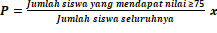 P = Jumlah siswa yang mendapat nilai ≥75
Jumlah siswa seluruhnya
x